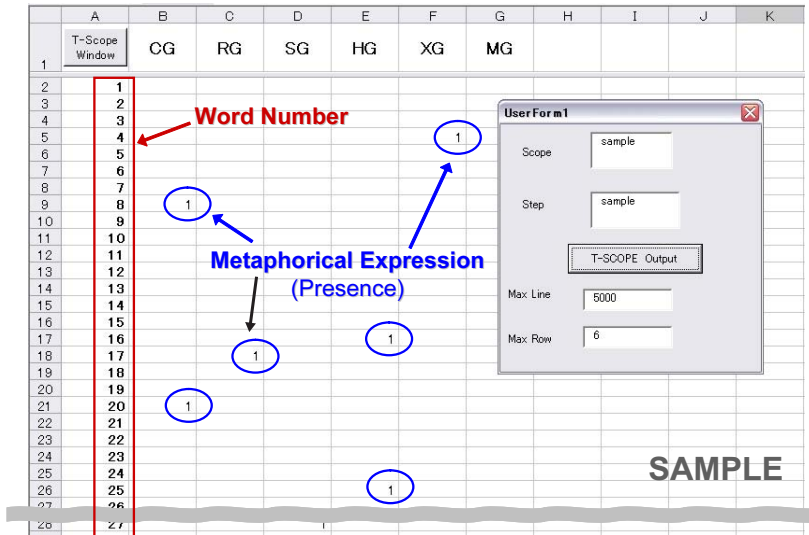 A B C D E F G H I J K
1 T-Scope Window CG RG SG HG XG MG
2 1
3 2
4 3
5 4 1
6 5
7 6
8 7
9 8 1
10 9
11 10
12 11
13 12
14 13
15 14
16 15
17 16 1
18 17 1
19 18
20 19
21 20 1
22 21
23 22
24 23
25 24
26 25 1
27 26
28 27
Word Number
Metaphorical Expression
(Presence)
UserForm1
Scope sample
Step sample
T-SCOPE Output
Max Line 5000
Max Row 6
SAMPLE